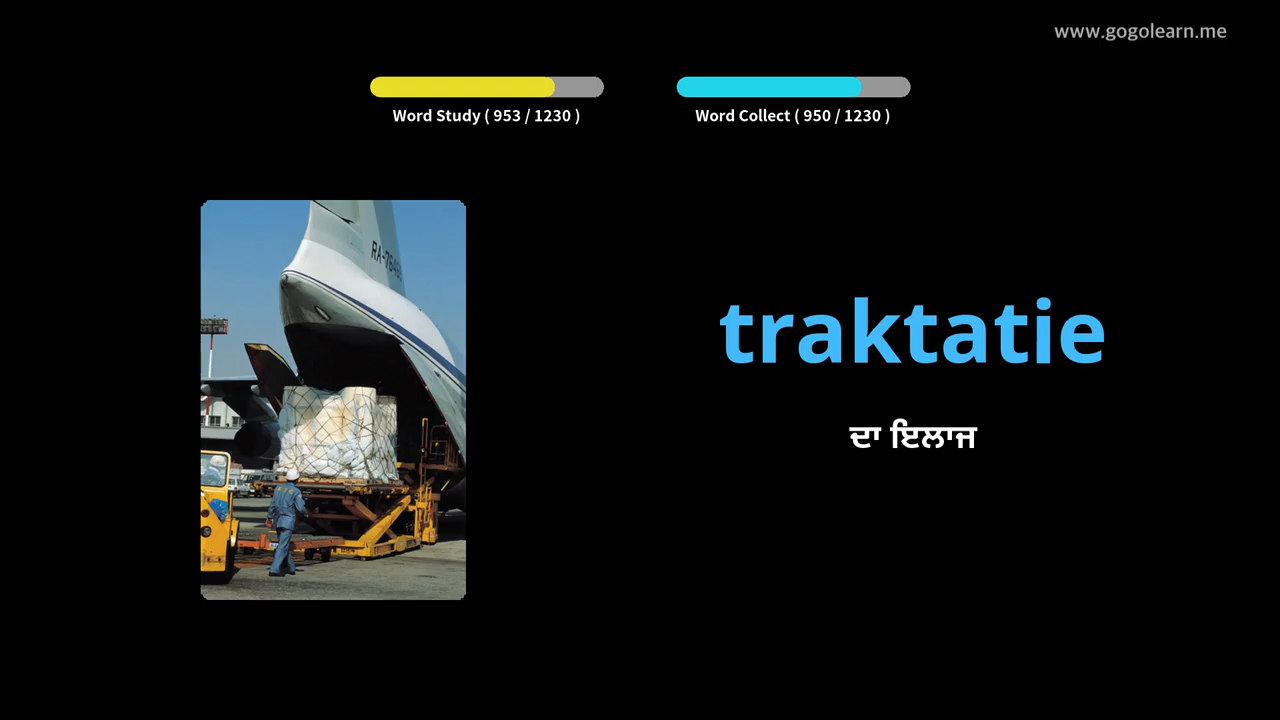 www.gogolearn.me
Word Study ( 953 / 1230 )
Word Collect ( 950 / 1230 )
traktatie
ਦਾ ਇਲਾਜ